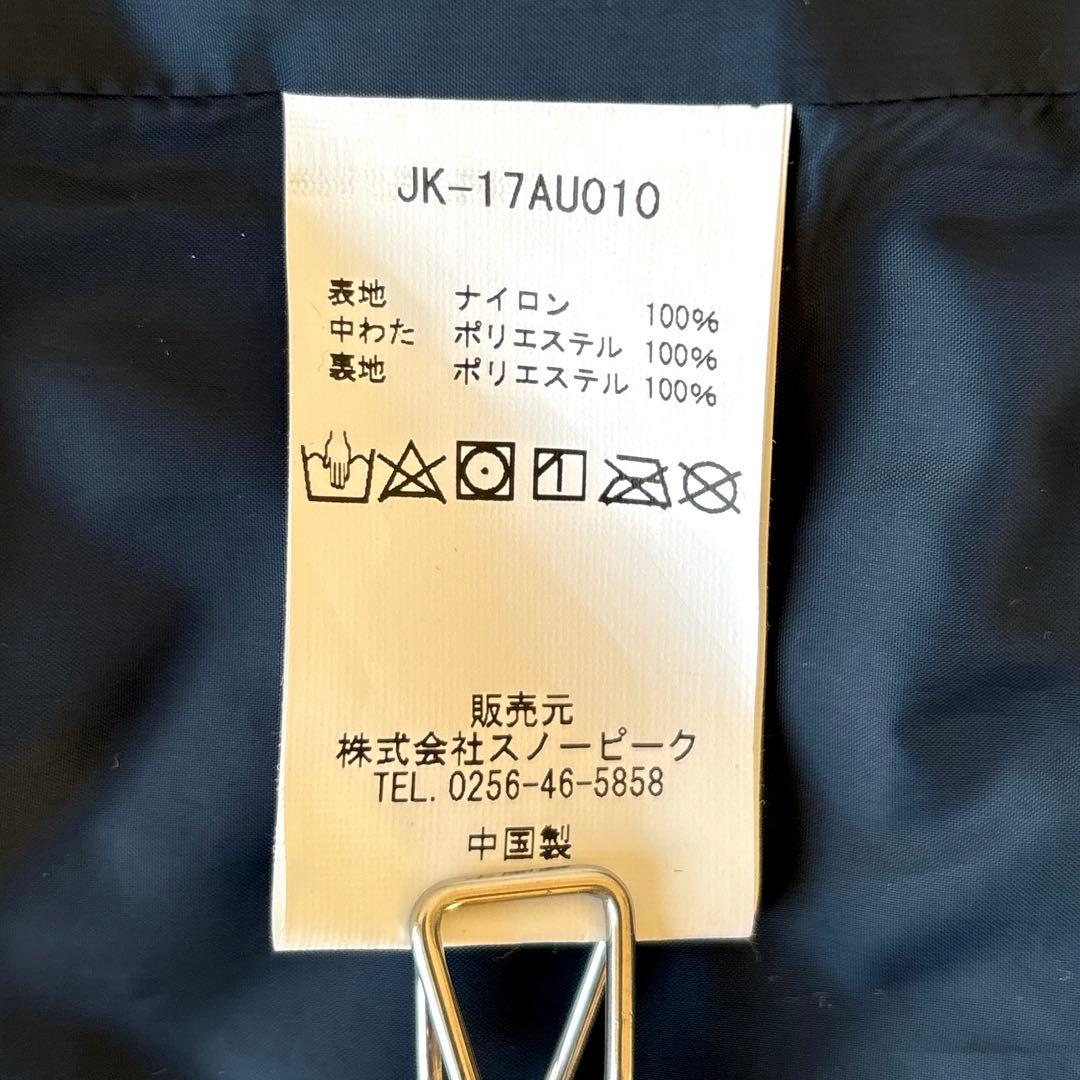 JK-17AU010
表地 ナイロン 100%
中わた ポリエステル 100%
裏地 ポリエステル 100%
販売元
株式会社スノーピーク
TEL. 0256-46-5858
中国製